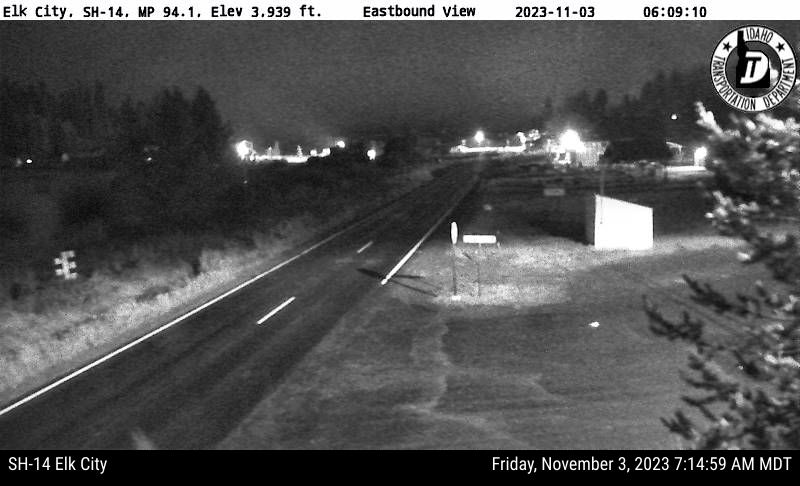 Elk City, SH-14, MP 94.1, Elev 3,939 ft. Eastbound View 2023-11-03 06:09:10
IDAHO
TRANSPORTATION DEPARTMENT
SH-14 Elk City Friday, November 3, 2023 7:14:59 AM MDT